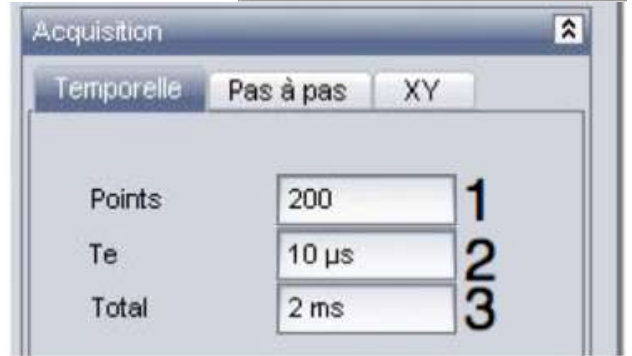 Acquisition
Temporelle Pas à pas XY
Points 200 1
Te 10 µs 2
Total 2 ms 3